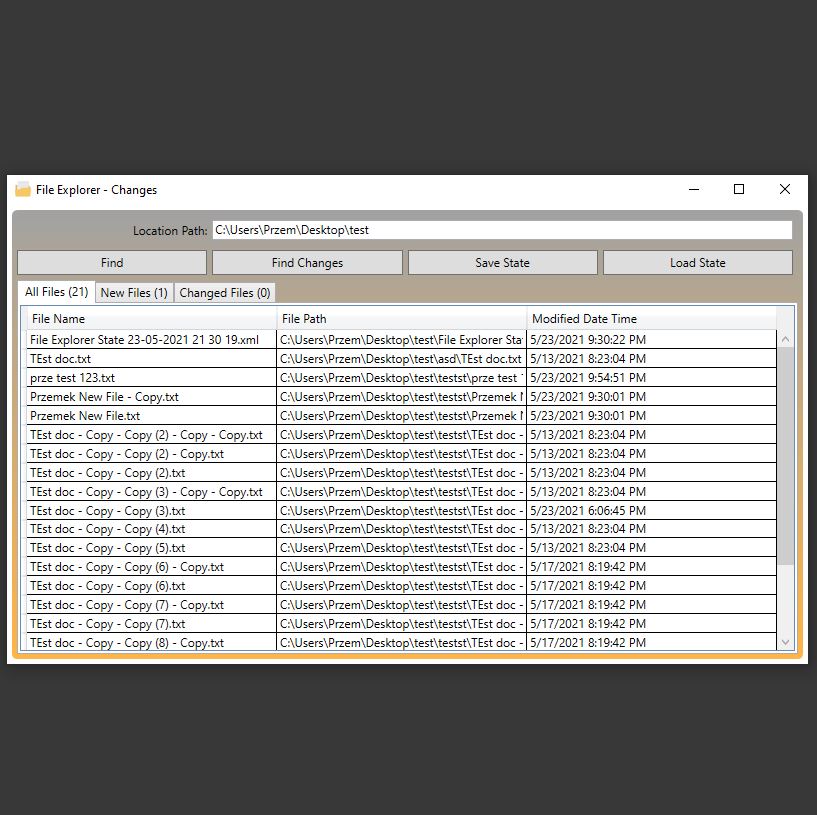 File Explorer - Changes
Location Path: C:\Users\Przem\Desktop\test
Find Find Changes Save State Load State
All Files (21) New Files (1) Changed Files (0)
File Name File Path Modified Date Time
File Explorer State 23-05-2021 21 30 19.xml C:\Users\Przem\Desktop\test\File Explorer Sta 5/23/2021 9:30:22 PM
TEst doc.txt C:\Users\Przem\Desktop\test\asd\TEst doc.txt 5/13/2021 8:23:04 PM
prze test 123.txt C:\Users\Przem\Desktop\test\testst\prze test 5/23/2021 9:54:51 PM
Przemek New File - Copy.txt C:\Users\Przem\Desktop\test\testst\Przemek 5/23/2021 9:30:01 PM
Przemek New File.txt C:\Users\Przem\Desktop\test\testst\Przemek 5/23/2021 9:30:01 PM
TEst doc - Copy - Copy (2) - Copy - Copy.txt C:\Users\Przem\Desktop\test\testst\TEst doc - 5/13/2021 8:23:04 PM
TEst doc - Copy - Copy (2) - Copy.txt C:\Users\Przem\Desktop\test\testst\TEst doc - 5/13/2021 8:23:04 PM
TEst doc - Copy - Copy (2).txt C:\Users\Przem\Desktop\test\testst\TEst doc - 5/13/2021 8:23:04 PM
TEst doc - Copy - Copy (3) - Copy - Copy.txt C:\Users\Przem\Desktop\test\testst\TEst doc - 5/13/2021 8:23:04 PM
TEst doc - Copy - Copy (3).txt C:\Users\Przem\Desktop\test\testst\TEst doc - 5/23/2021 6:06:45 PM
TEst doc - Copy - Copy (4).txt C:\Users\Przem\Desktop\test\testst\TEst doc - 5/13/2021 8:23:04 PM
TEst doc - Copy - Copy (5).txt C:\Users\Przem\Desktop\test\testst\TEst doc - 5/13/2021 8:23:04 PM
TEst doc - Copy - Copy (6) - Copy.txt C:\Users\Przem\Desktop\test\testst\TEst doc - 5/17/2021 8:19:42 PM
TEst doc - Copy - Copy (6).txt C:\Users\Przem\Desktop\test\testst\TEst doc - 5/17/2021 8:19:42 PM
TEst doc - Copy - Copy (7) - Copy.txt C:\Users\Przem\Desktop\test\testst\TEst doc - 5/17/2021 8:19:42 PM
TEst doc - Copy - Copy (7).txt C:\Users\Przem\Desktop\test\testst\TEst doc - 5/17/2021 8:19:42 PM
TEst doc - Copy - Copy (8) - Copy.txt C:\Users\Przem\Desktop\test\testst\TEst doc - 5/17/2021 8:19:42 PM